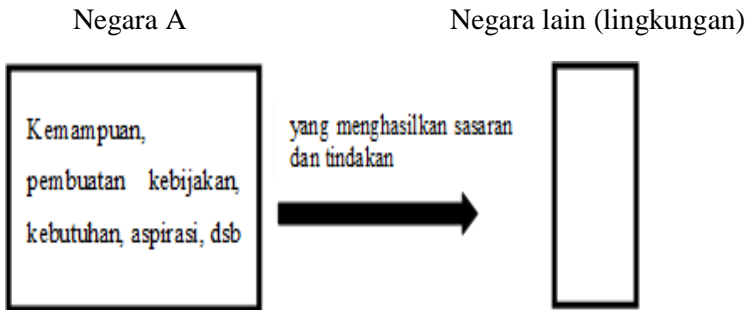 Negara A
Negara lain (lingkungan)
Kemampuan,
pembuatan kebijakan,
kebutuhan, aspirasi, dsb
yang menghasilkan sasaran
dan tindakan